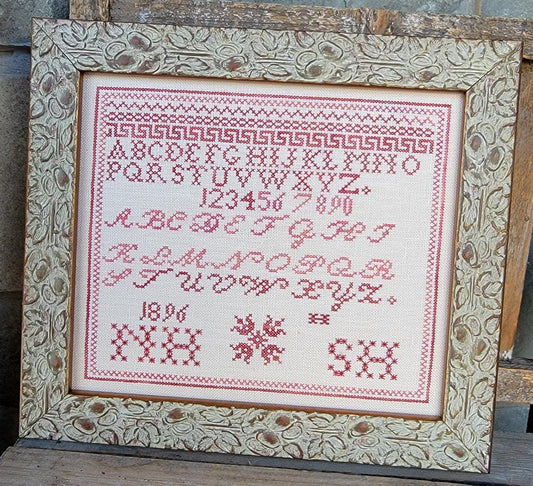 ABCDEFGHIJKLMNO
PQRSTUVWXYZ.
1234567890
ABCDEFGHI
KLMNOPQR
STUVWXYZ.
1896
NH SH